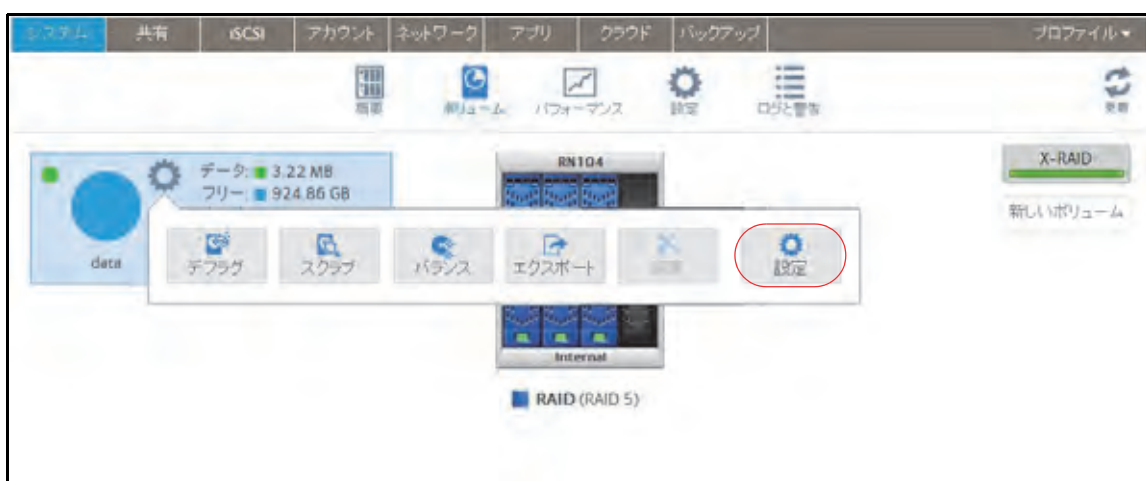 システム 共有 iSCSI アカウント ネットワーク アプリ クラウド バックアップ プロファイル
概要 ボリューム パフォーマンス 設定 ログと警告 更新
データ: 3.22 MB
フリー: 924.86 GB
data
RN104
X-RAID
新しいボリューム
デフラグ スクラブ バランス エクスポート 設定
Internal
RAID (RAID 5)